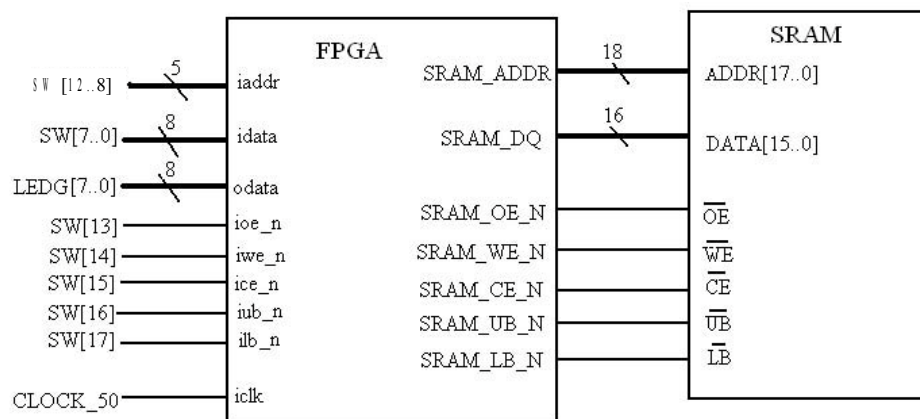 FPGA
SRAM
SW [12..8]
5
iaddr
SRAM_ADDR
18
ADDR[17..0]
SW[7..0]
8
idata
SRAM_DQ
16
DATA[15..0]
LEDG[7..0]
8
odata
SW[13]
ioe_n
SRAM_OE_N
OE
SW[14]
iwe_n
SRAM_WE_N
WE
SW[15]
ice_n
SRAM_CE_N
CE
SW[16]
iub_n
SRAM_UB_N
UB
SW[17]
ilb_n
SRAM_LB_N
LB
CLOCK_50
iclk